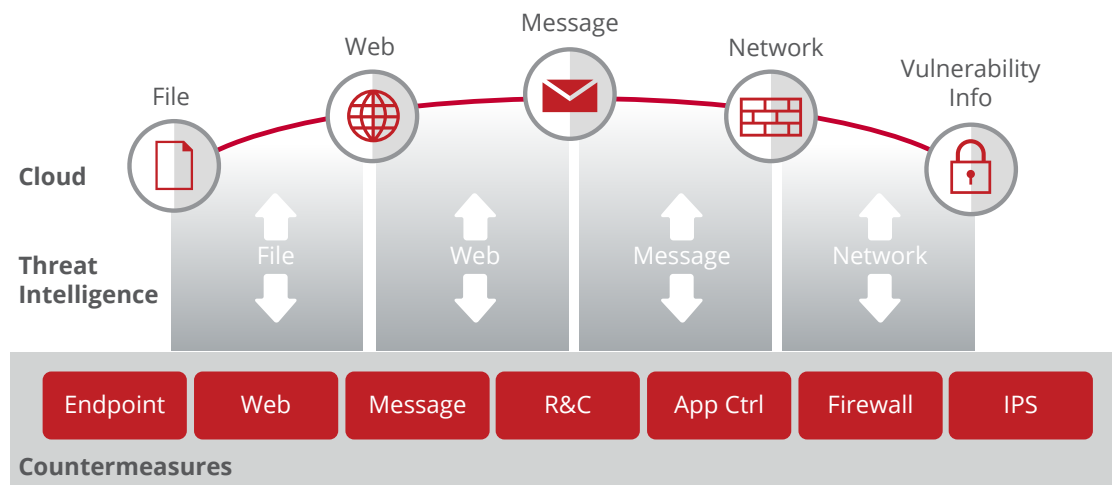 Message
Web
Network
Vulnerability
Info
File
Cloud
File
Web
Message
Network
Threat
Intelligence
Endpoint
Web
Message
R&C
App Ctrl
Firewall
IPS
Countermeasures